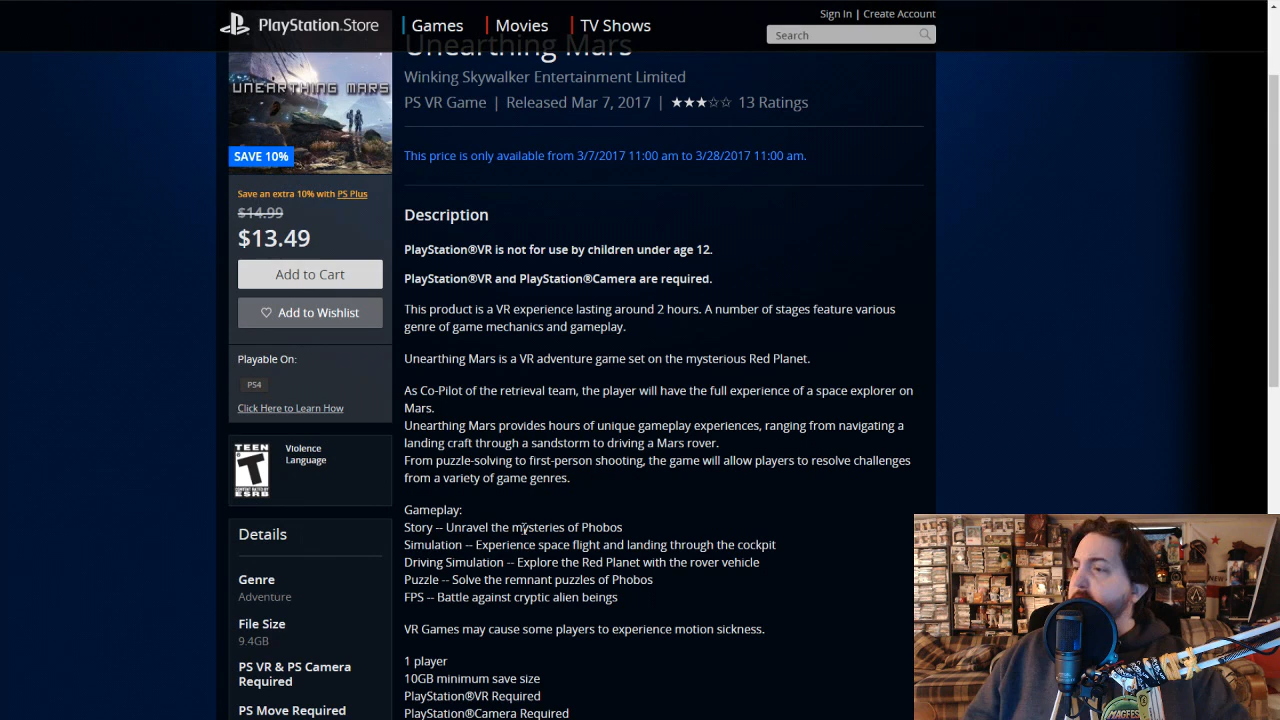 PlayStation.Store
Games
Movies
TV Shows
Sign In | Create Account
Search
Unearthing Mars
Winking Skywalker Entertainment Limited
PS VR Game | Released Mar 7, 2017 | ★★★☆☆ 13 Ratings
UNEARTHING MARS
SAVE 10%
Save an extra 10% with PS Plus
$14.99
$13.49
Add to Cart
Add to Wishlist
Playable On:
PS4
Click Here to Learn How
TEEN
T
CONTENT RATED BY
ESRB
Violence
Language
Details
Genre
Adventure
File Size
9.4GB
PS VR & PS Camera
Required
PS Move Required
This price is only available from 3/7/2017 11:00 am to 3/28/2017 11:00 am.
Description
PlayStation®VR is not for use by children under age 12.
PlayStation®VR and PlayStation®Camera are required.
This product is a VR experience lasting around 2 hours. A number of stages feature various
genre of game mechanics and gameplay.
Unearthing Mars is a VR adventure game set on the mysterious Red Planet.
As Co-Pilot of the retrieval team, the player will have the full experience of a space explorer on
Mars.
Unearthing Mars provides hours of unique gameplay experiences, ranging from navigating a
landing craft through a sandstorm to driving a Mars rover.
From puzzle-solving to first-person shooting, the game will allow players to resolve challenges
from a variety of game genres.
Gameplay:
Story -- Unravel the mysteries of Phobos
Simulation -- Experience space flight and landing through the cockpit
Driving Simulation -- Explore the Red Planet with the rover vehicle
Puzzle -- Solve the remnant puzzles of Phobos
FPS -- Battle against cryptic alien beings
VR Games may cause some players to experience motion sickness.
1 player
10GB minimum save size
PlayStation®VR Required
PlayStation®Camera Required